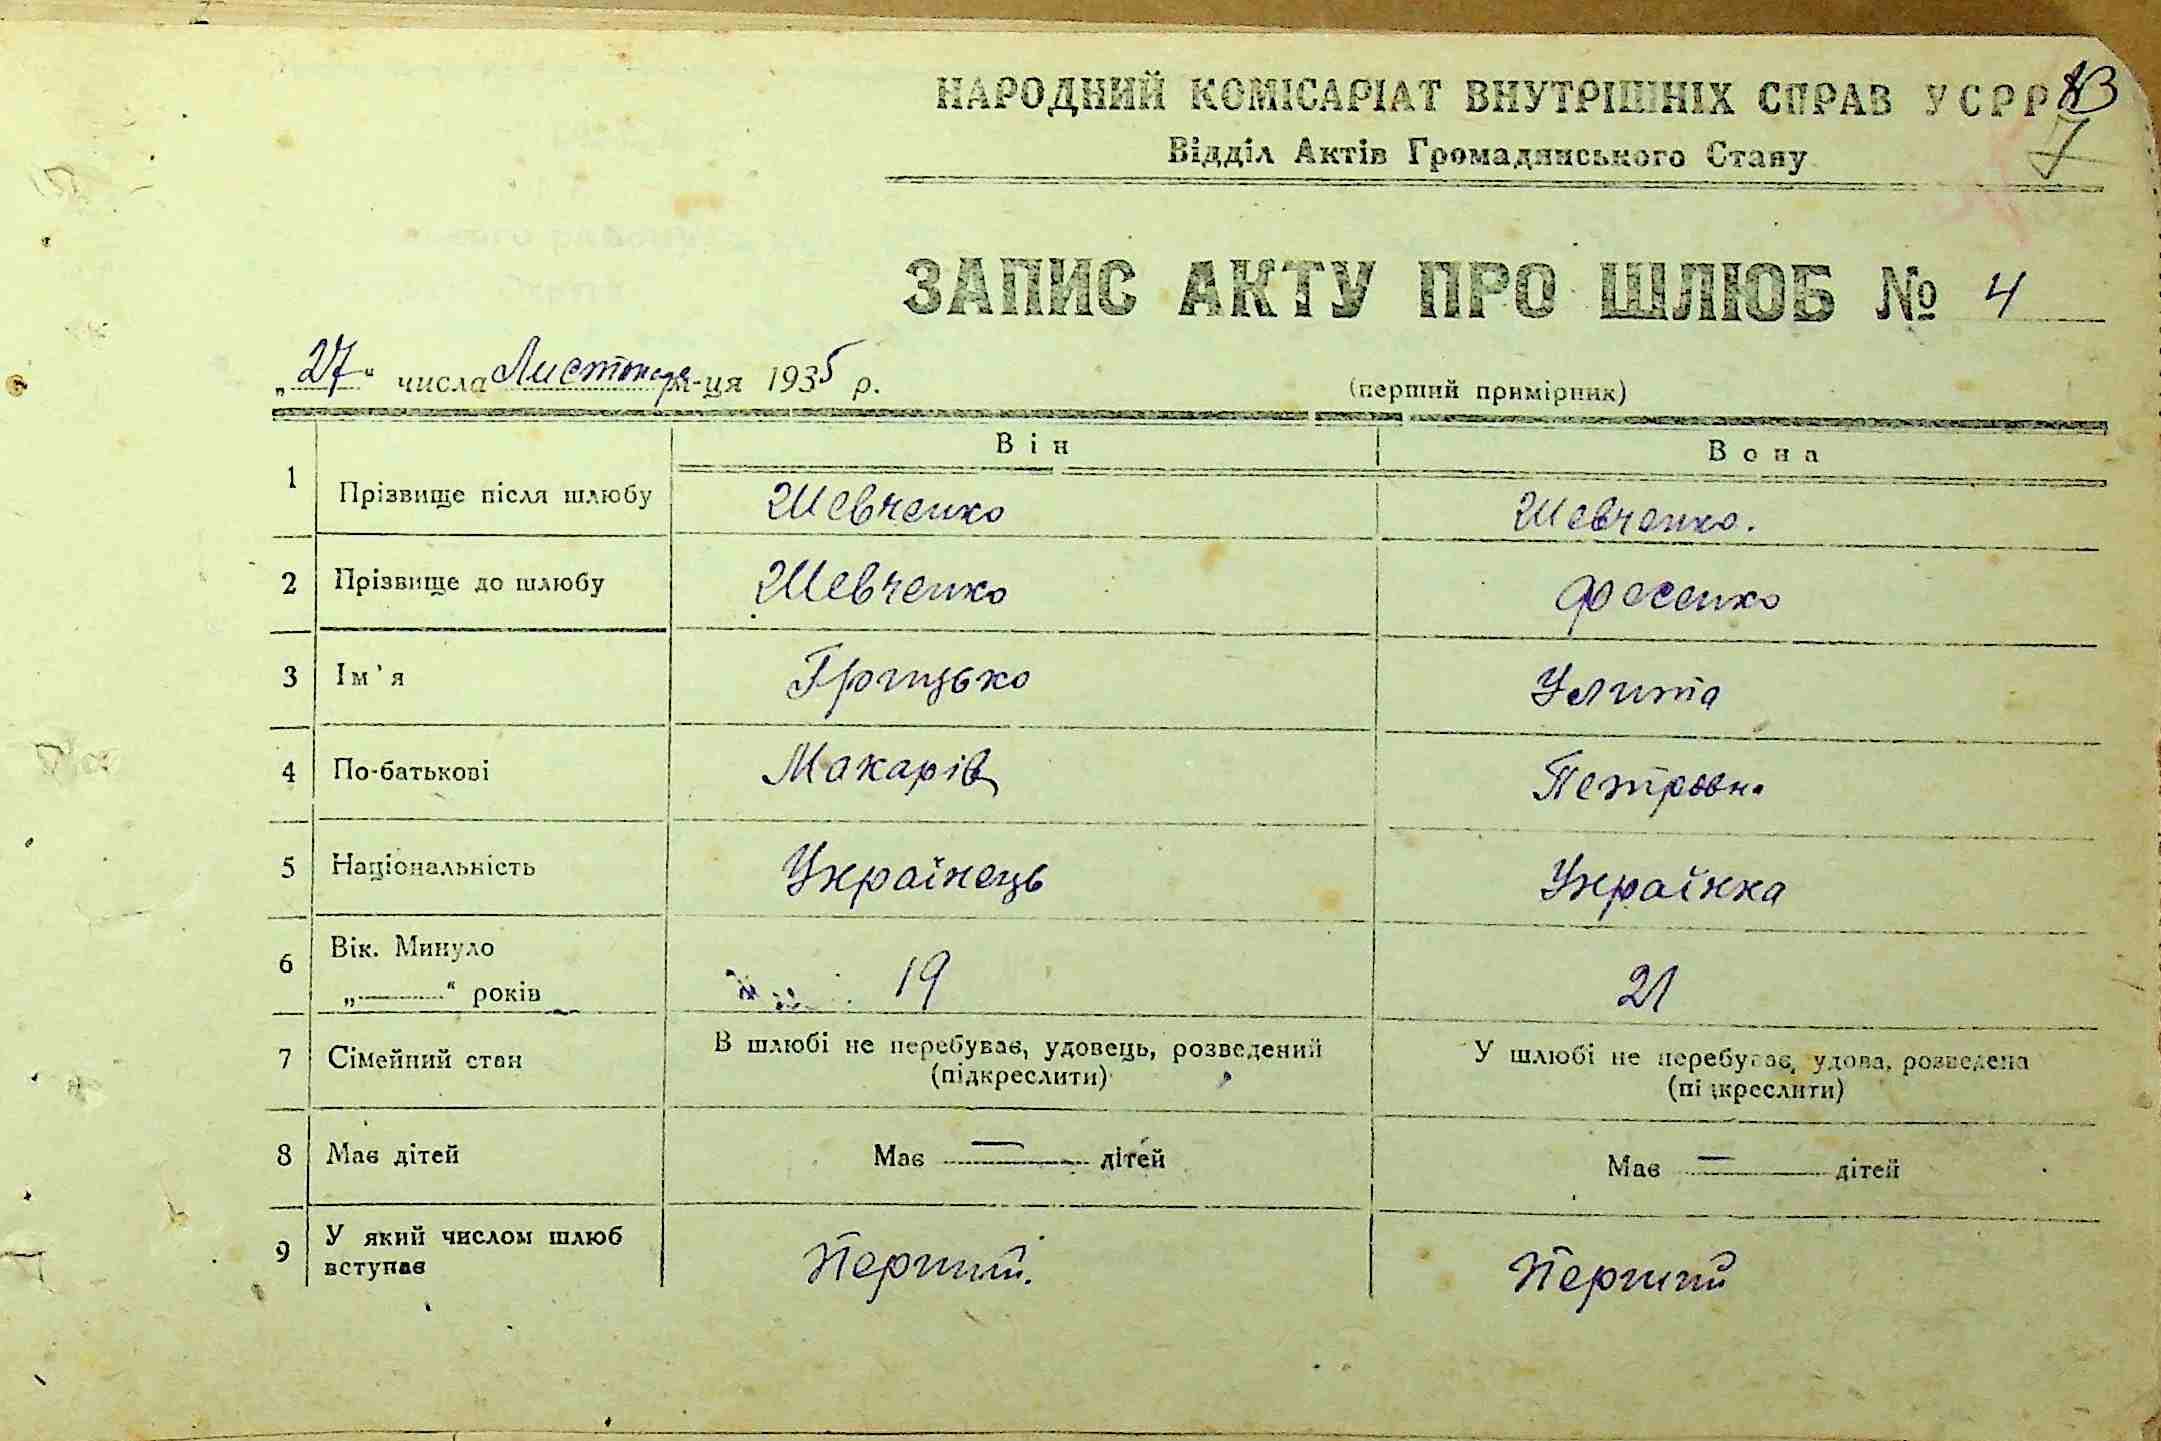 НАРОДНИЙ КОМІСАРІАТ ВНУТРІШНІХ СПРАВ УСРР
Відділ Актів Громадянського Стану
7
ЗАПИС АКТУ ПРО ШЛЮБ № 4
„27“ числа Листопада м-ця 1935 р.
(перший примірник)
Він Вона
1 Прізвище після шлюбу Шевченко Шевченко.
2 Прізвище до шлюбу Шевченко Фесенко
3 Ім'я Грицько Улита
4 По-батькові Макарів Петровна
5 Національність Українець Українка
6 Вік. Минуло
„———“ років 19 21
7 Сімейний стан В шлюбі не перебуває, удовець, розведений У шлюбі не перебуває, удова, розведена
(підкреслити) (підкреслити)
8 Має дітей Має — дітей Має — дітей
9 У який числом шлюб
вступає Перший. Перший